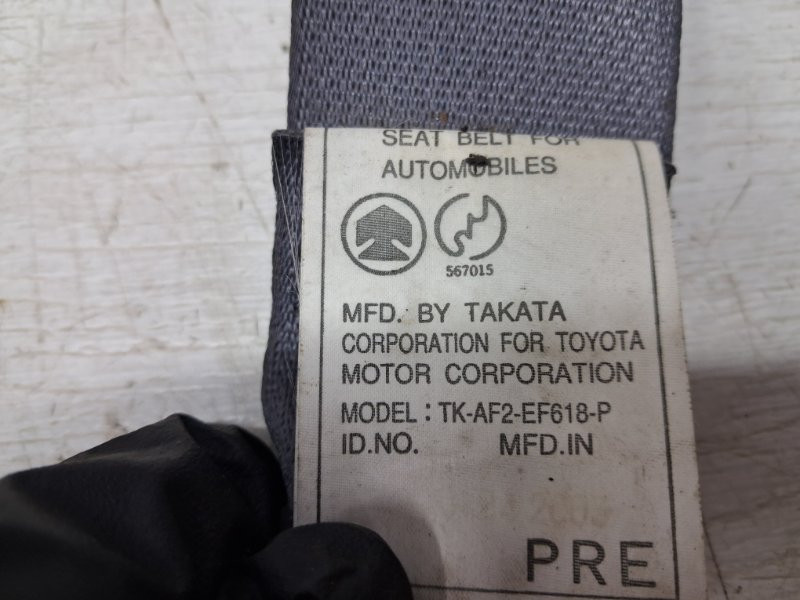 SEAT BELT FOR
AUTOMOBILES
567015
MFD. BY TAKATA
CORPORATION FOR TOYOTA
MOTOR CORPORATION
MODEL : TK-AF2-EF618-P
ID.NO. MFD.IN
PRE